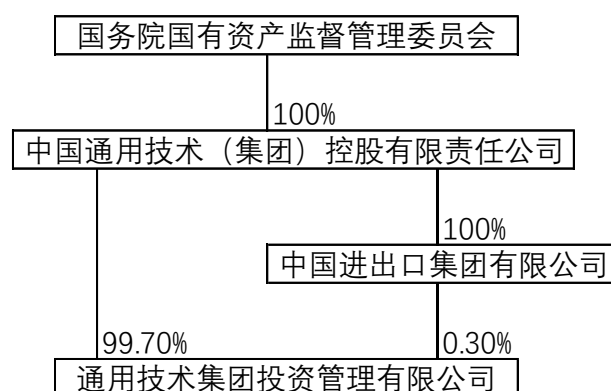 国务院国有资产监督管理委员会
100%
中国通用技术（集团）控股有限责任公司
100%
中国进出口集团有限公司
99.70%
0.30%
通用技术集团投资管理有限公司